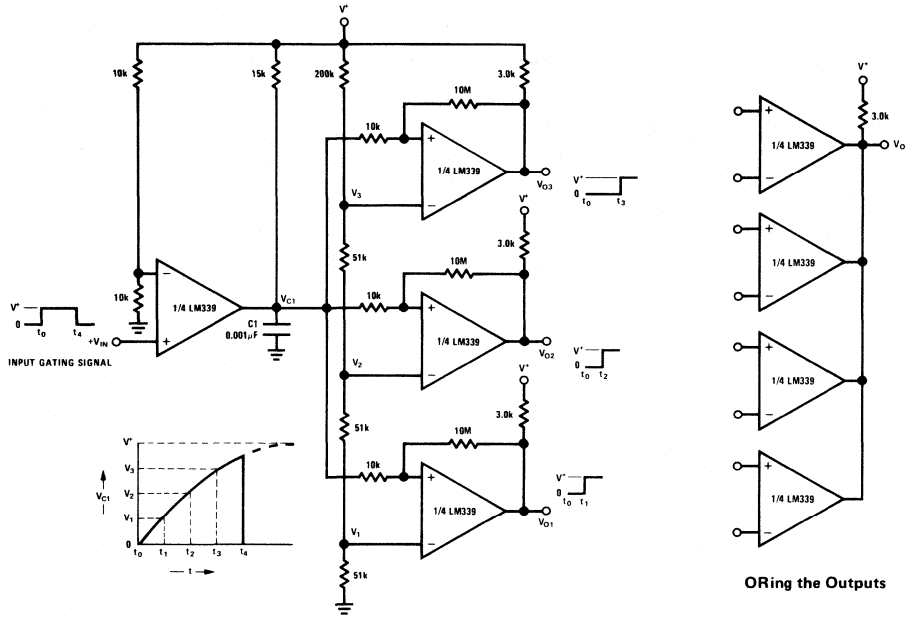 V+
10k
15k
200k
3.0k
10M
10k
+
1/4 LM339
−
VO3
V3
V+
0
t0
t3
V+
3.0k
51k
10M
10k
+
1/4 LM339
−
VO2
V2
V+
0
t0
t2
−
10k
1/4 LM339
+
VC1
C1
0.001μF
V+
0
t0
t4
+VIN
INPUT GATING SIGNAL
V+
3.0k
51k
10M
10k
+
1/4 LM339
−
VO1
V1
V+
0
t0
t1
51k
V+
V3
V2
V1
0
VC1
t0
t1
t2
t3
t4
t
V+
3.0k
+
1/4 LM339
−
VO
+
1/4 LM339
−
+
1/4 LM339
−
+
1/4 LM339
−
ORing the Outputs